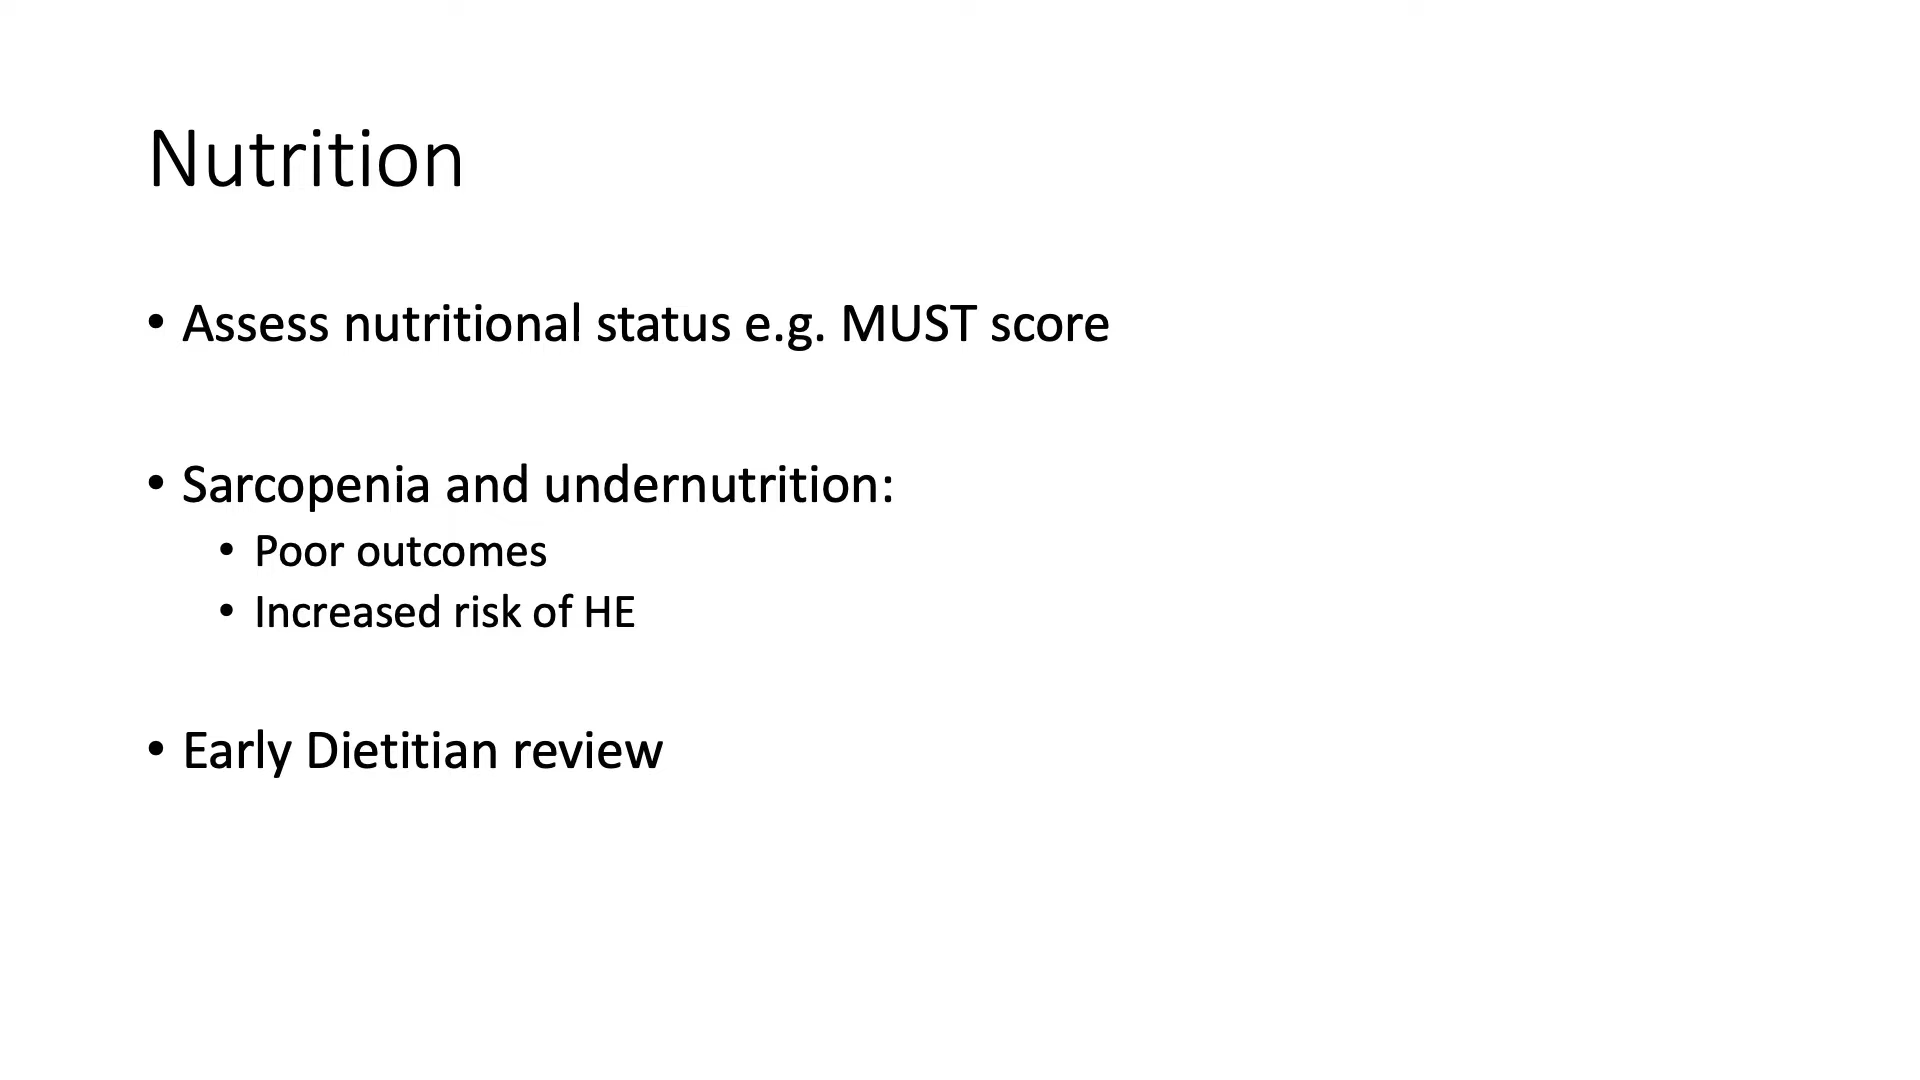 Nutrition
• Assess nutritional status e.g. MUST score
• Sarcopenia and undernutrition:
• Poor outcomes
• Increased risk of HE
• Early Dietitian review